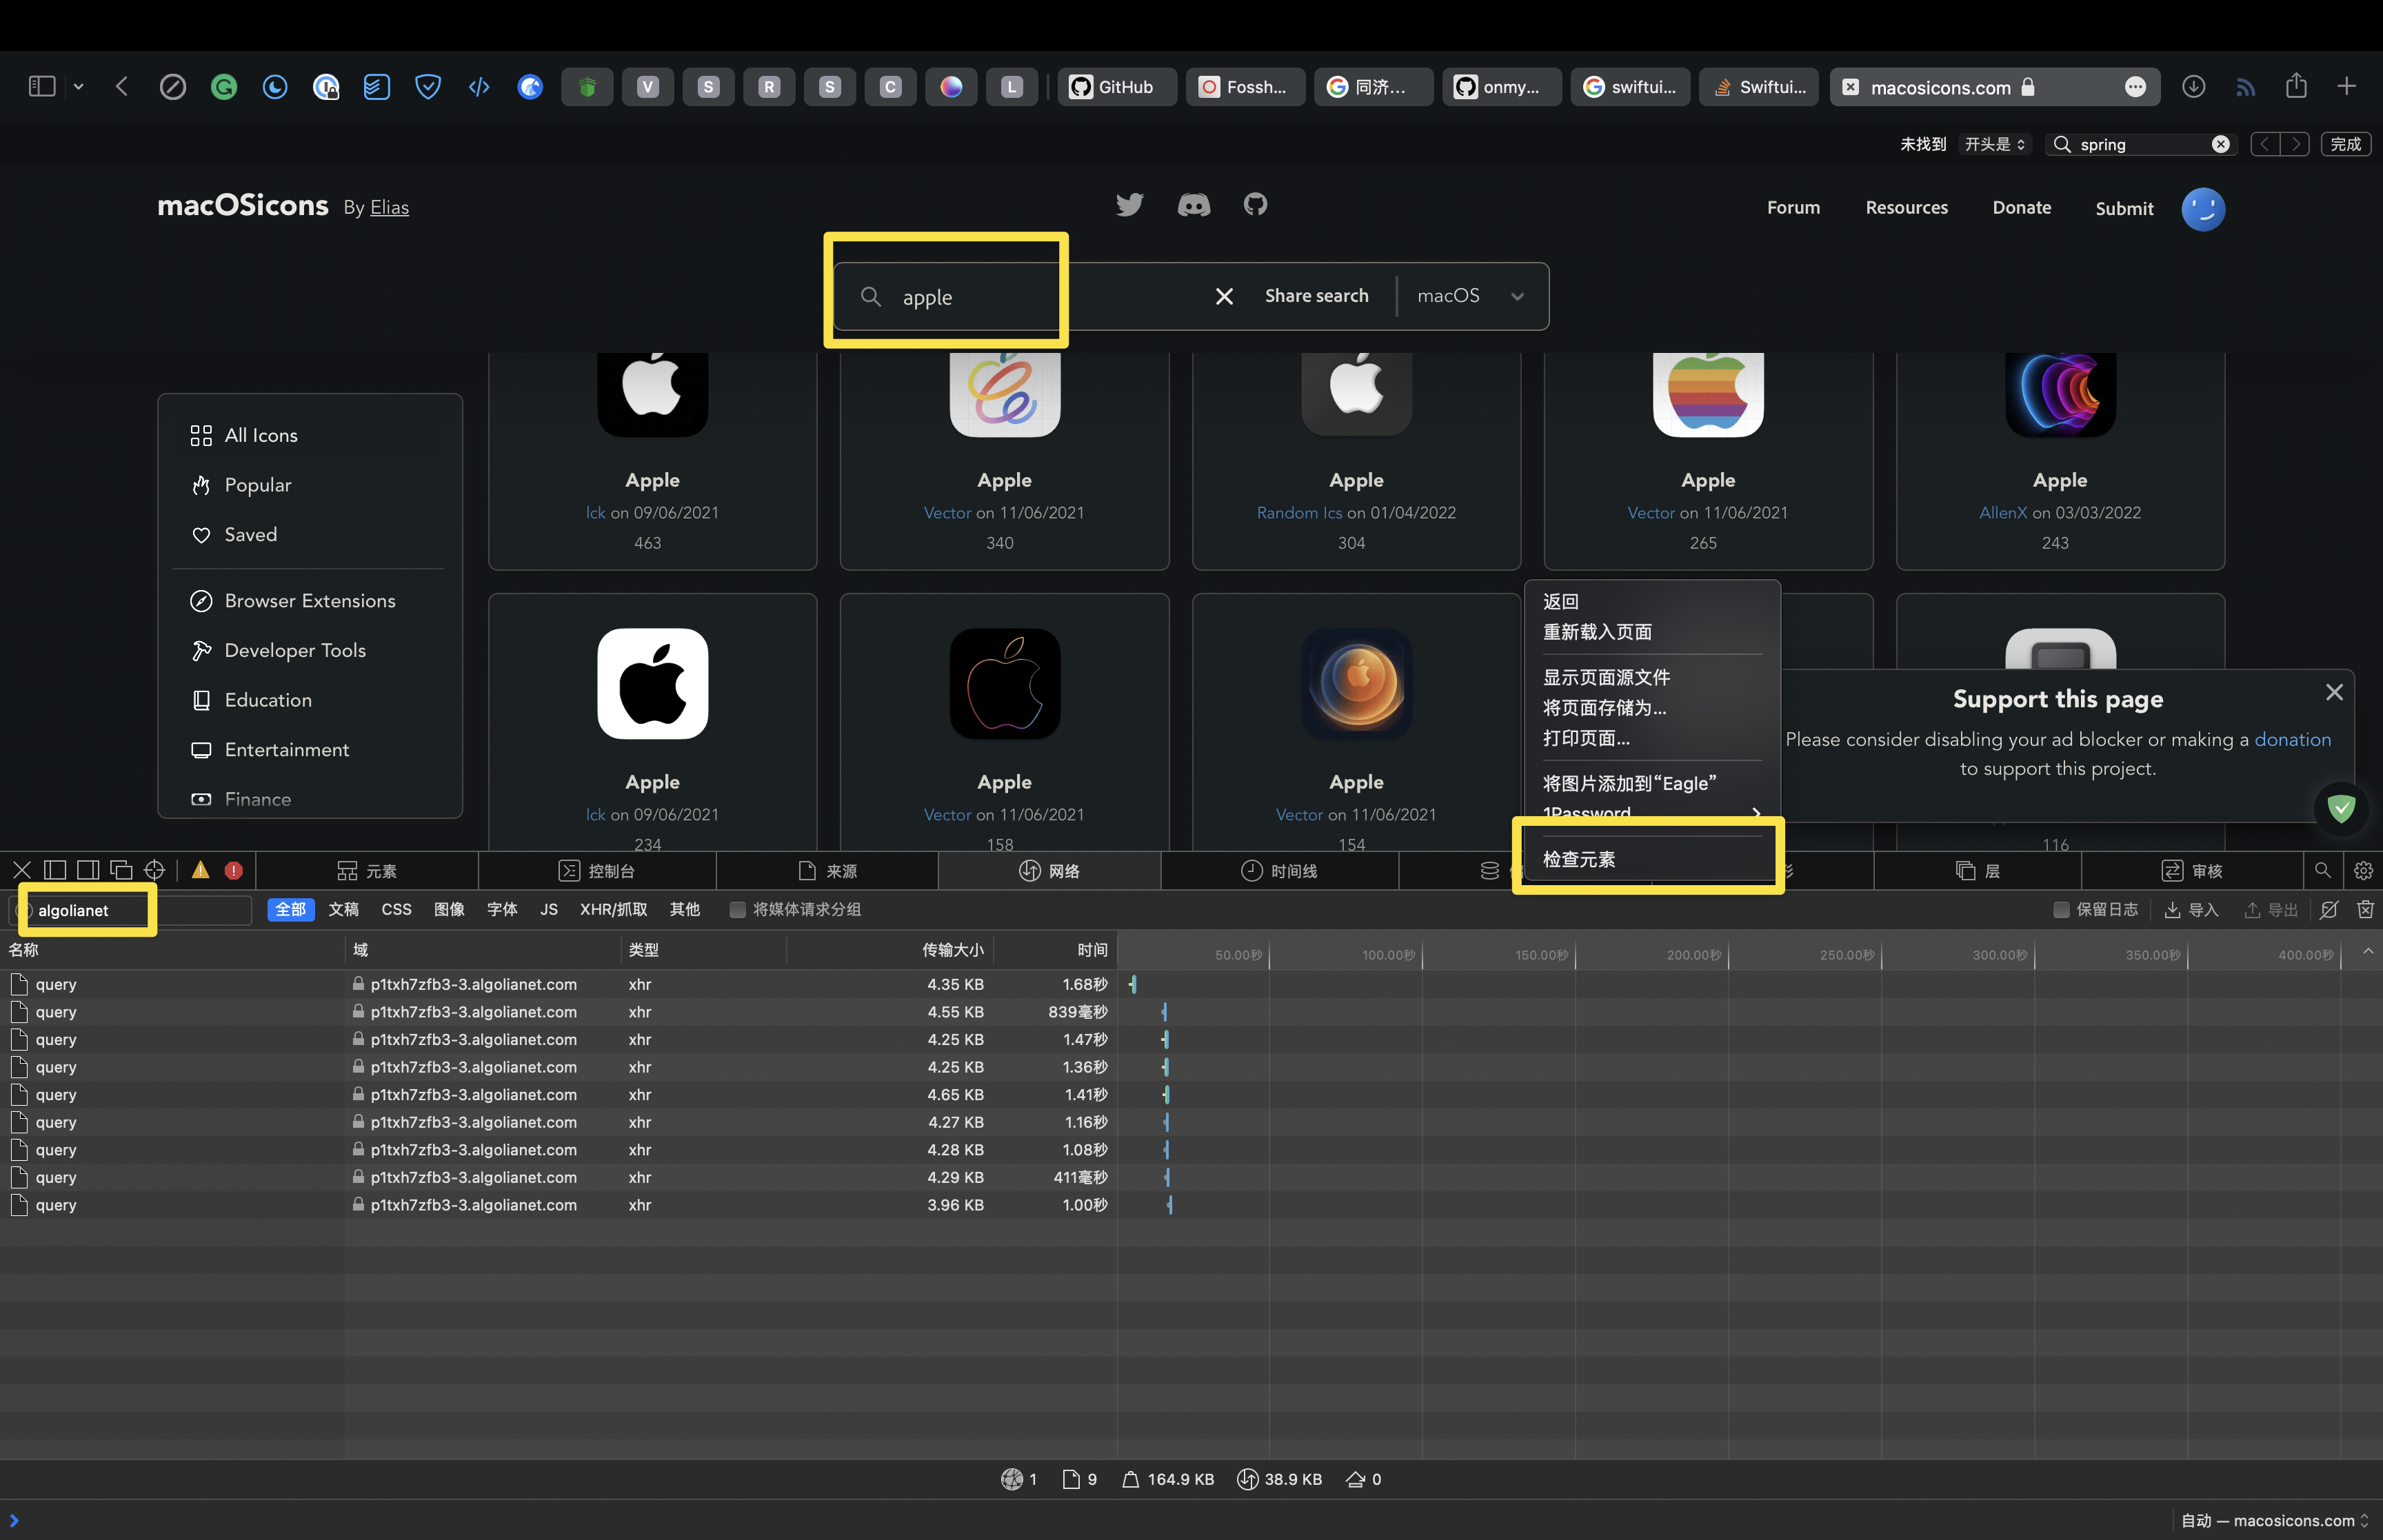 V
S
R
S
C
L
GitHub
Fossh...
同济...
onmy...
swiftui...
Swiftui...
macosicons.com
未找到
开头是
spring
完成
macOSicons By Elias
Forum
Resources
Donate
Submit
apple
Share search
macOS
All Icons
Popular
Saved
Browser Extensions
Developer Tools
Education
Entertainment
Finance
Apple
Ick on 09/06/2021
463
Apple
Vector on 11/06/2021
340
Apple
Random Ics on 01/04/2022
304
Apple
Vector on 11/06/2021
265
Apple
AllenX on 03/03/2022
243
Apple
Ick on 09/06/2021
234
Apple
Vector on 11/06/2021
158
Apple
Vector on 11/06/2021
154
116
返回
重新载入页面
显示页面源文件
将页面存储为...
打印页面...
将图片添加到“Eagle”
1Password
检查元素
Support this page
Please consider disabling your ad blocker or making a donation
to support this project.
元素
控制台
来源
网络
时间线
层
审核
algolianet
全部
文稿
CSS
图像
字体
JS
XHR/抓取
其他
将媒体请求分组
保留日志
导入
导出
名称
域
类型
传输大小
时间
50.00秒
100.00秒
150.00秒
200.00秒
250.00秒
300.00秒
350.00秒
400.00秒
query p1txh7zfb3-3.algolianet.com xhr 4.35 KB 1.68秒
query p1txh7zfb3-3.algolianet.com xhr 4.55 KB 839毫秒
query p1txh7zfb3-3.algolianet.com xhr 4.25 KB 1.47秒
query p1txh7zfb3-3.algolianet.com xhr 4.25 KB 1.36秒
query p1txh7zfb3-3.algolianet.com xhr 4.65 KB 1.41秒
query p1txh7zfb3-3.algolianet.com xhr 4.27 KB 1.16秒
query p1txh7zfb3-3.algolianet.com xhr 4.28 KB 1.08秒
query p1txh7zfb3-3.algolianet.com xhr 4.29 KB 411毫秒
query p1txh7zfb3-3.algolianet.com xhr 3.96 KB 1.00秒
1
9
164.9 KB
38.9 KB
0
自动 — macosicons.com